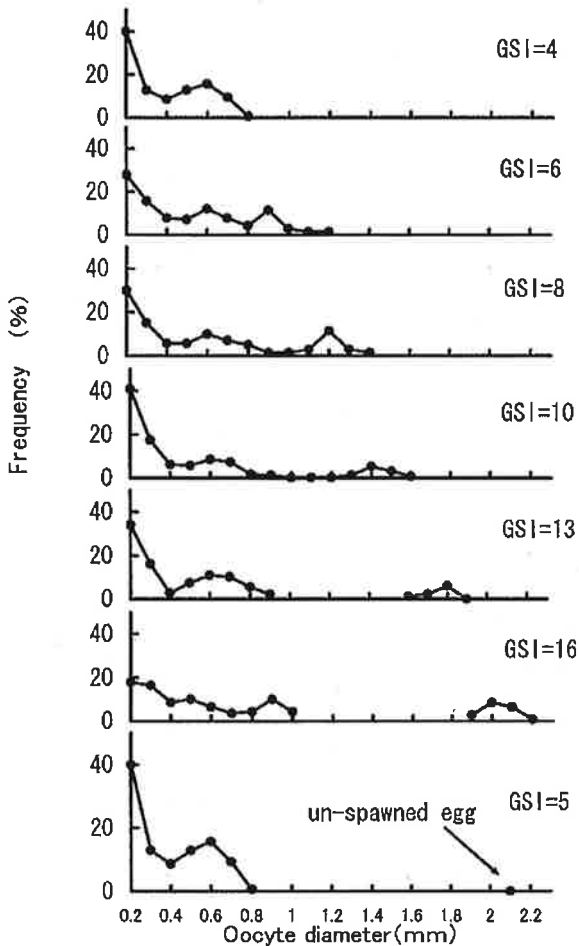 40
20
0
GSI=4
40
20
0
GSI=6
40
20
0
GSI=8
40
20
0
GSI=10
40
20
0
GSI=13
40
20
0
GSI=16
40
20
0
GSI=5
un-spawned egg
Frequency (%)
0.2 0.4 0.6 0.8 1 1.2 1.4 1.6 1.8 2 2.2
Oocyte diameter(mm)